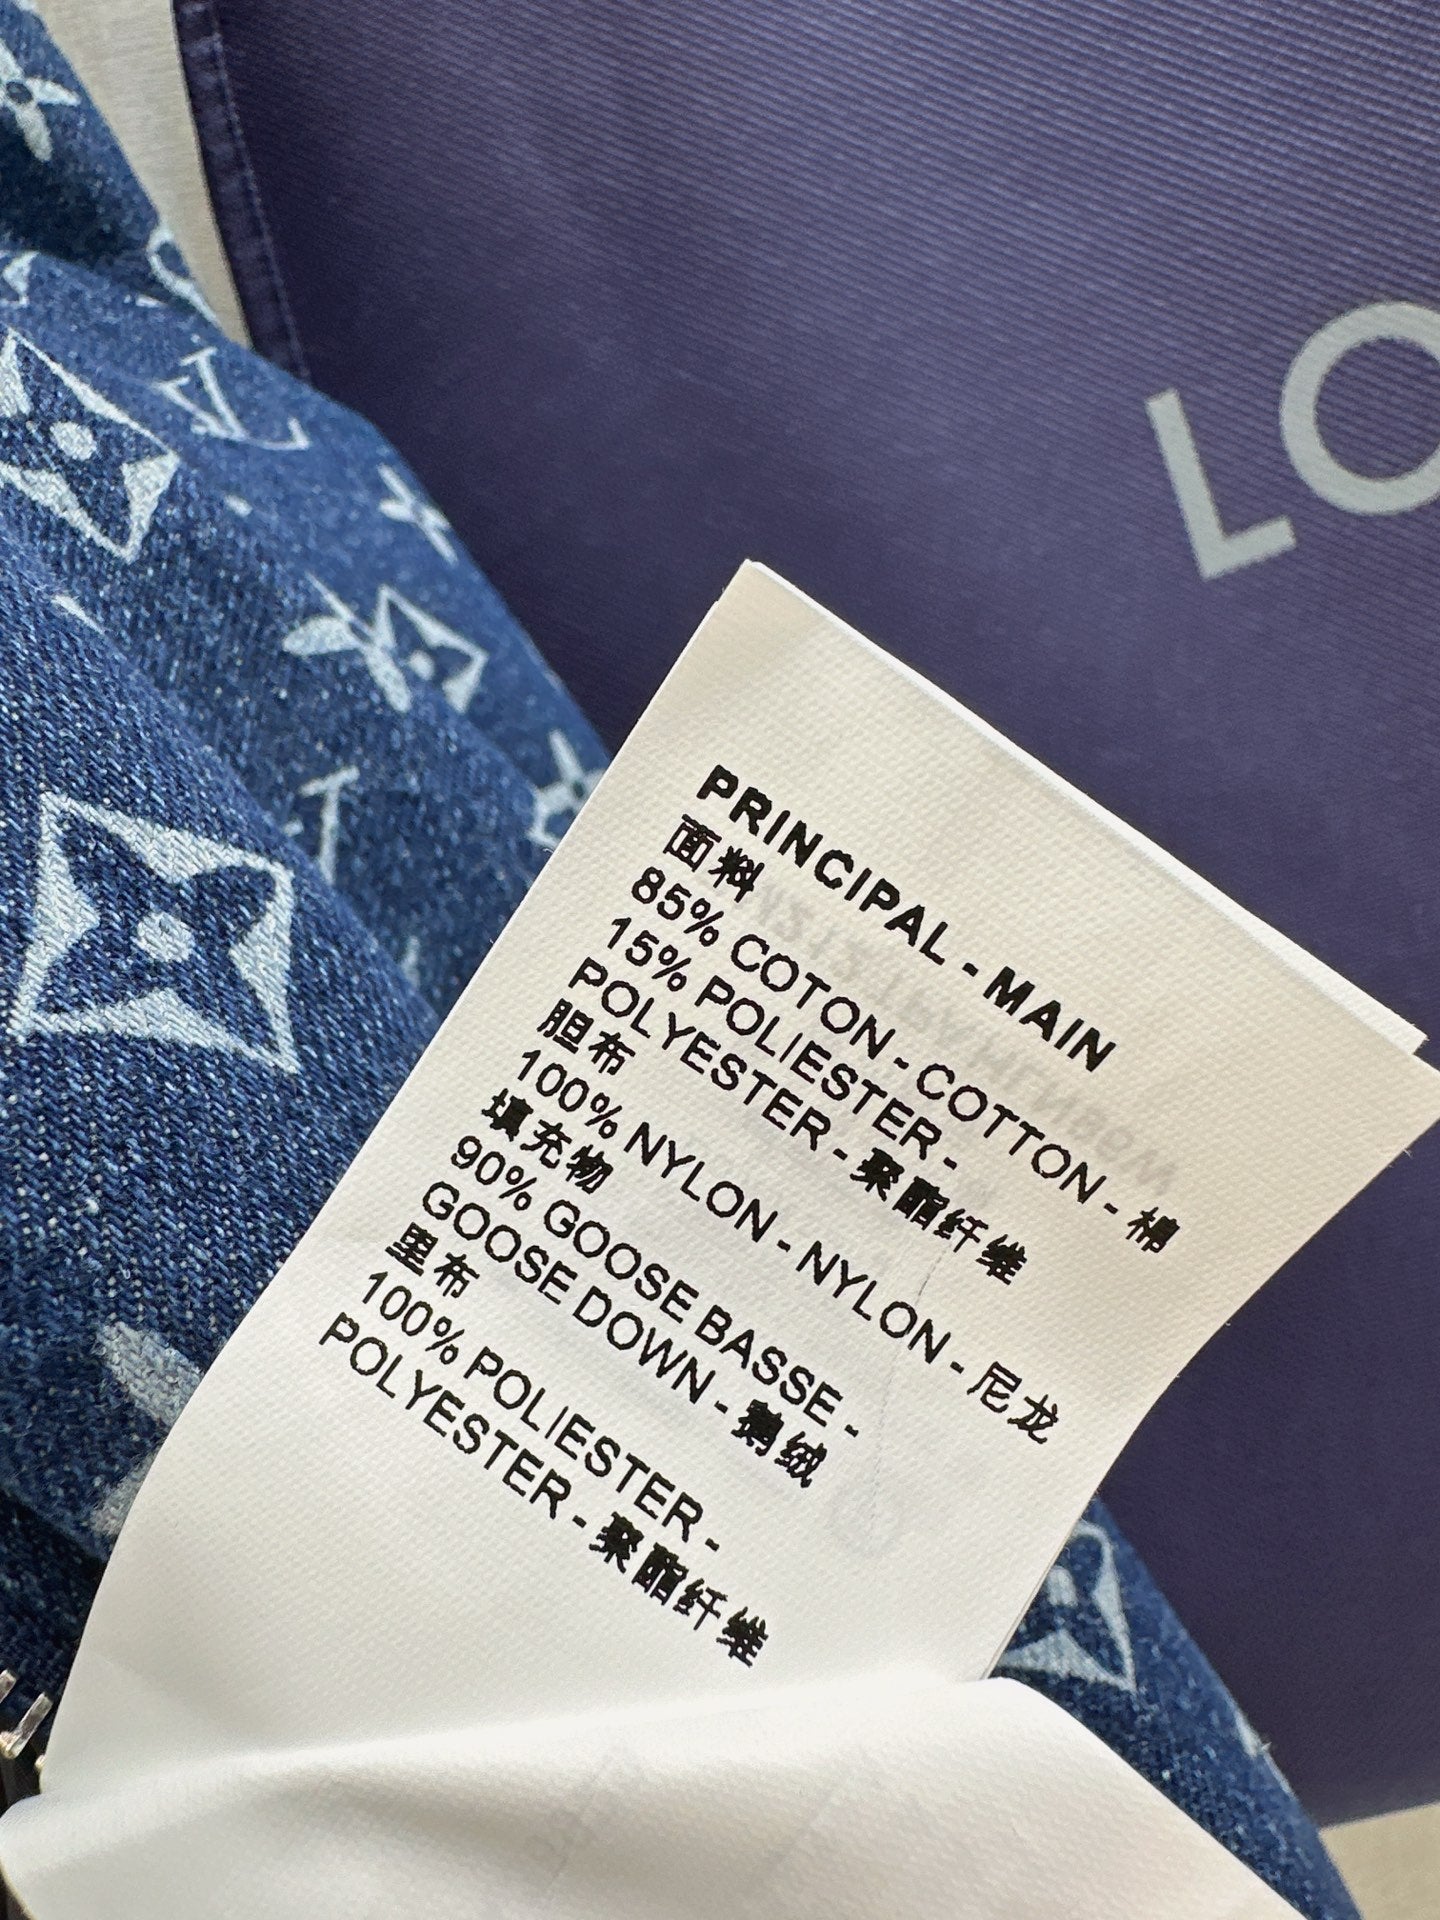 LO
PRINCIPAL - MAIN
面料
85% COTON - COTTON - 棉
15% POLIESTER -
POLYESTER - 聚酯纤维
胆布
100% NYLON - NYLON - 尼龙
填充物
90% GOOSE BASSE -
GOOSE DOWN - 鹅绒
里布
100% POLIESTER -
POLYESTER - 聚酯纤维